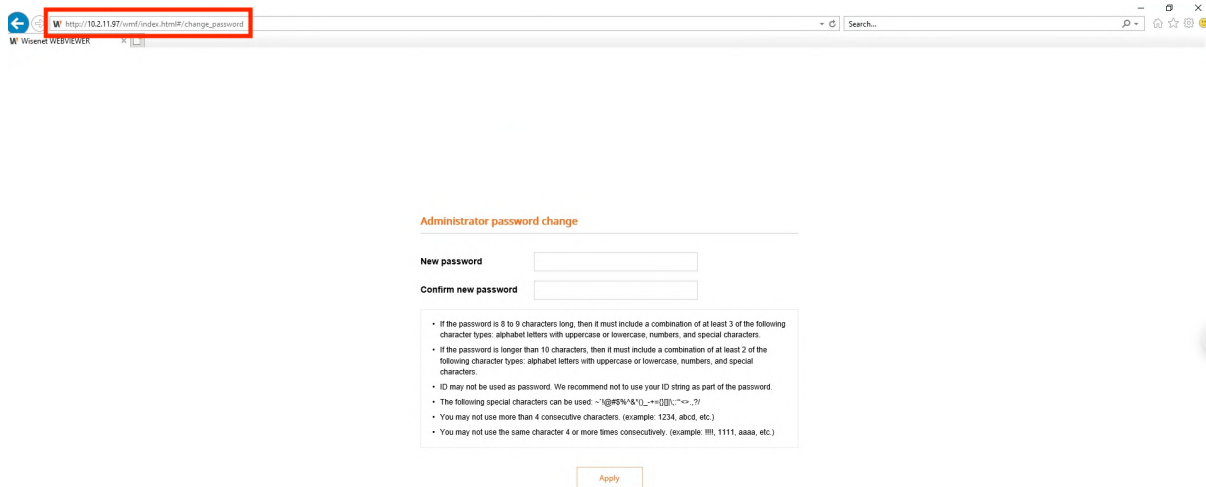 http://10.2.11.97/wmf/index.html#/change_password
Search...
Wisenet WEBVIEWER
Administrator password change
New password
Confirm new password
• If the password is 8 to 9 characters long, then it must include a combination of at least 3 of the following
character types: alphabet letters with uppercase or lowercase, numbers, and special characters.
• If the password is longer than 10 characters, then it must include a combination of at least 2 of the
following character types: alphabet letters with uppercase or lowercase, numbers, and special
characters.
• ID may not be used as password. We recommend not to use your ID string as part of the password.
• The following special characters can be used: ~`!@#$%^&*()_-+={}[]|\;:'"<>.,?/
• You may not use more than 4 consecutive characters. (example: 1234, abcd, etc.)
• You may not use the same character 4 or more times consecutively. (example: !!!!, 1111, aaaa, etc.)
Apply